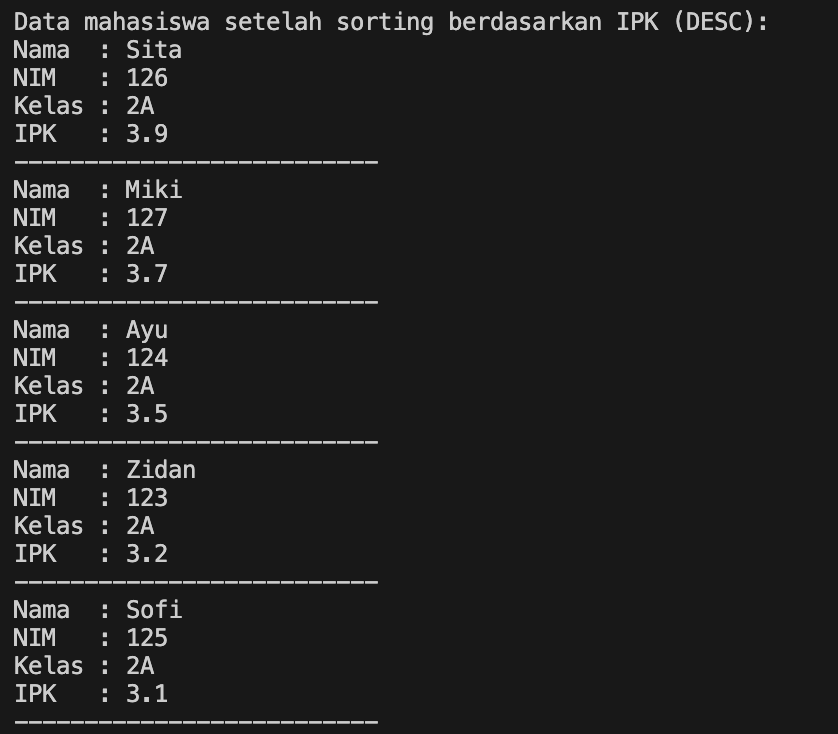 Data mahasiswa setelah sorting berdasarkan IPK (DESC):
Nama  : Sita
NIM   : 126
Kelas : 2A
IPK   : 3.9
--------------------------
Nama  : Miki
NIM   : 127
Kelas : 2A
IPK   : 3.7
--------------------------
Nama  : Ayu
NIM   : 124
Kelas : 2A
IPK   : 3.5
--------------------------
Nama  : Zidan
NIM   : 123
Kelas : 2A
IPK   : 3.2
--------------------------
Nama  : Sofi
NIM   : 125
Kelas : 2A
IPK   : 3.1
--------------------------